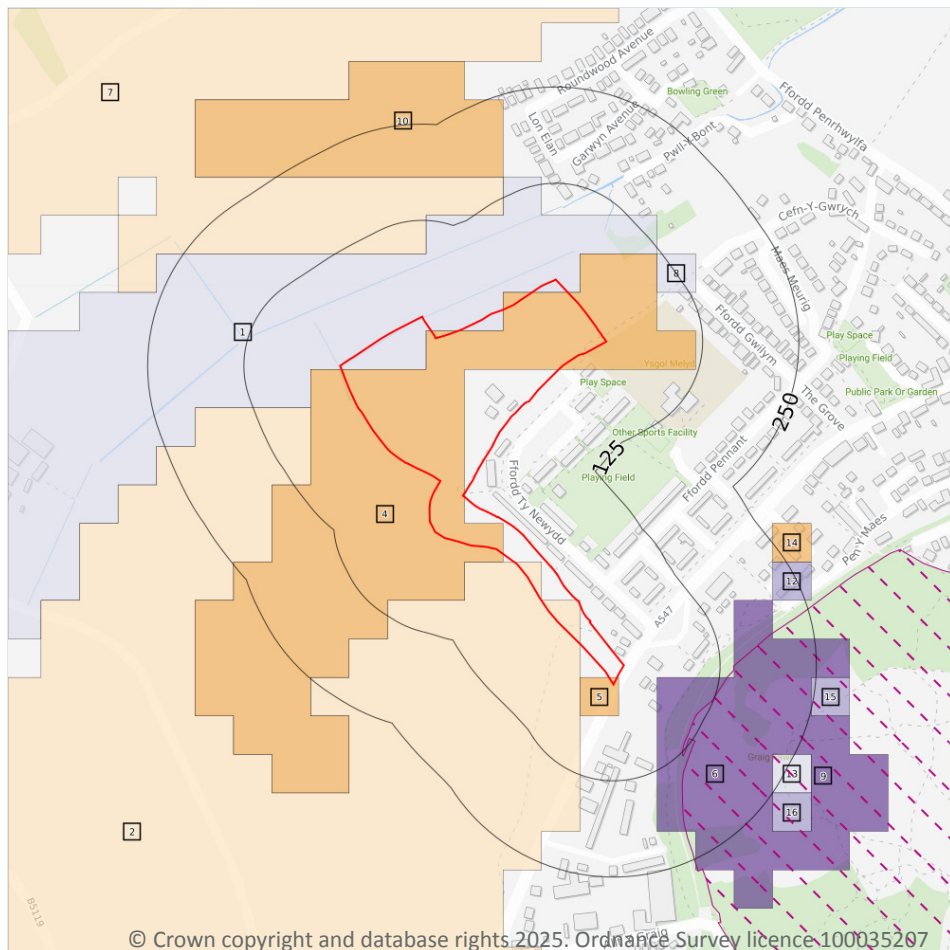 7
10
Roundwood Avenue
Bowling Green
Lon Elan
Garwyn Avenue
Pwll-Y-Bont
Ffordd Penrhwylfa
Cefn-Y-Gwrych
Maes Meurig
8
1
Ffordd Gwilym
Play Space
Playing Field
Ysgol Melyd
Play Space
Public Park Or Garden
The Grove
250
Other Sports Facility
125
Playing Field
Ffordd Pennant
Ffordd Ty Newydd
4
14
Pen Y Maes
12
A547
5
15
Graig
6
13
9
16
2
B5119
Graig
© Crown copyright and database rights 2025. Ordnance Survey licence 100035207